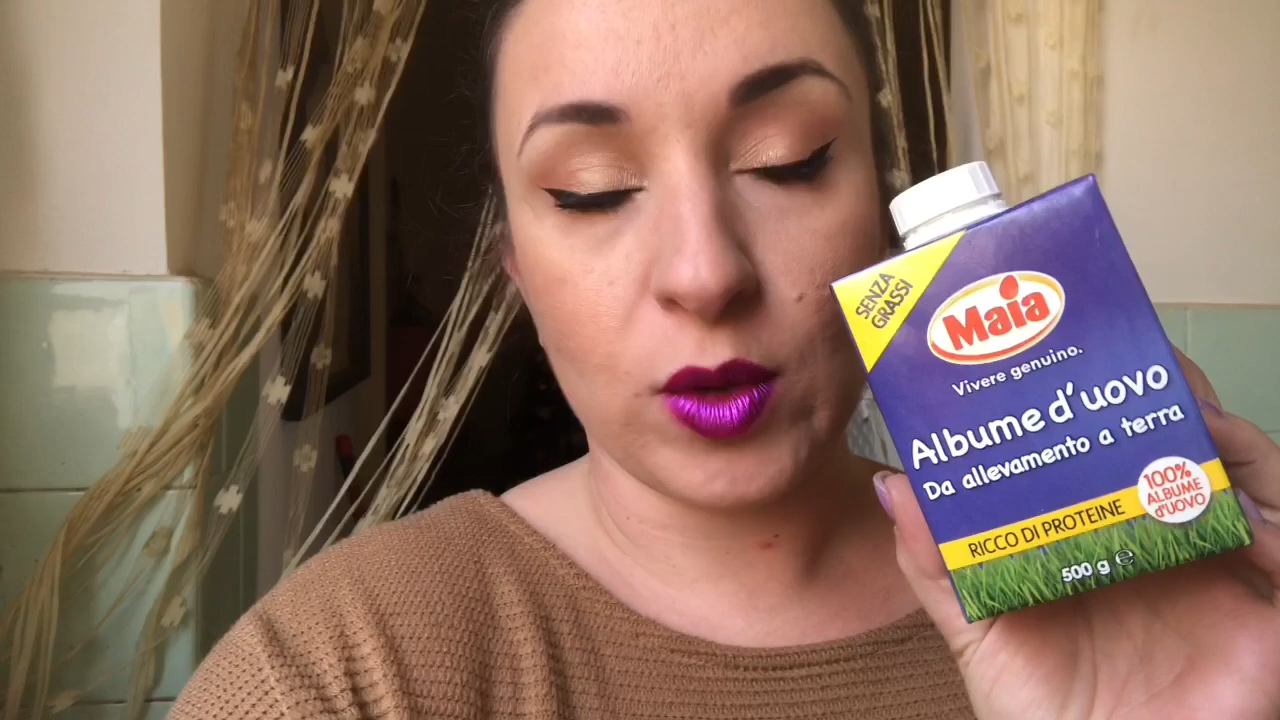 SENZA
GRASSI
Maia
Vivere genuino.
Albume d'uovo
Da allevamento a terra
100%
ALBUME
d'UOVO
RICCO DI PROTEINE
500 g ℮